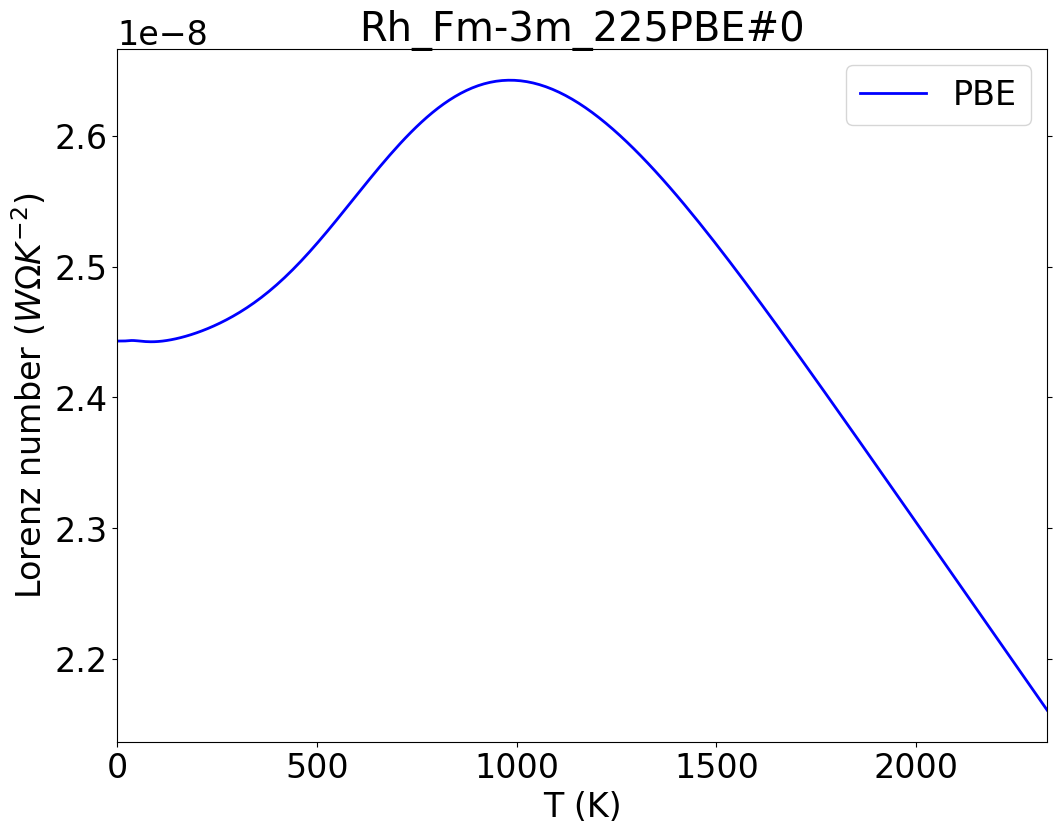 Rh_Fm-3m_225PBE#0
1e−8
PBE
2.6
2.5
2.4
2.3
2.2
Lorenz number (WΩK⁻²)
0 500 1000 1500 2000
T (K)